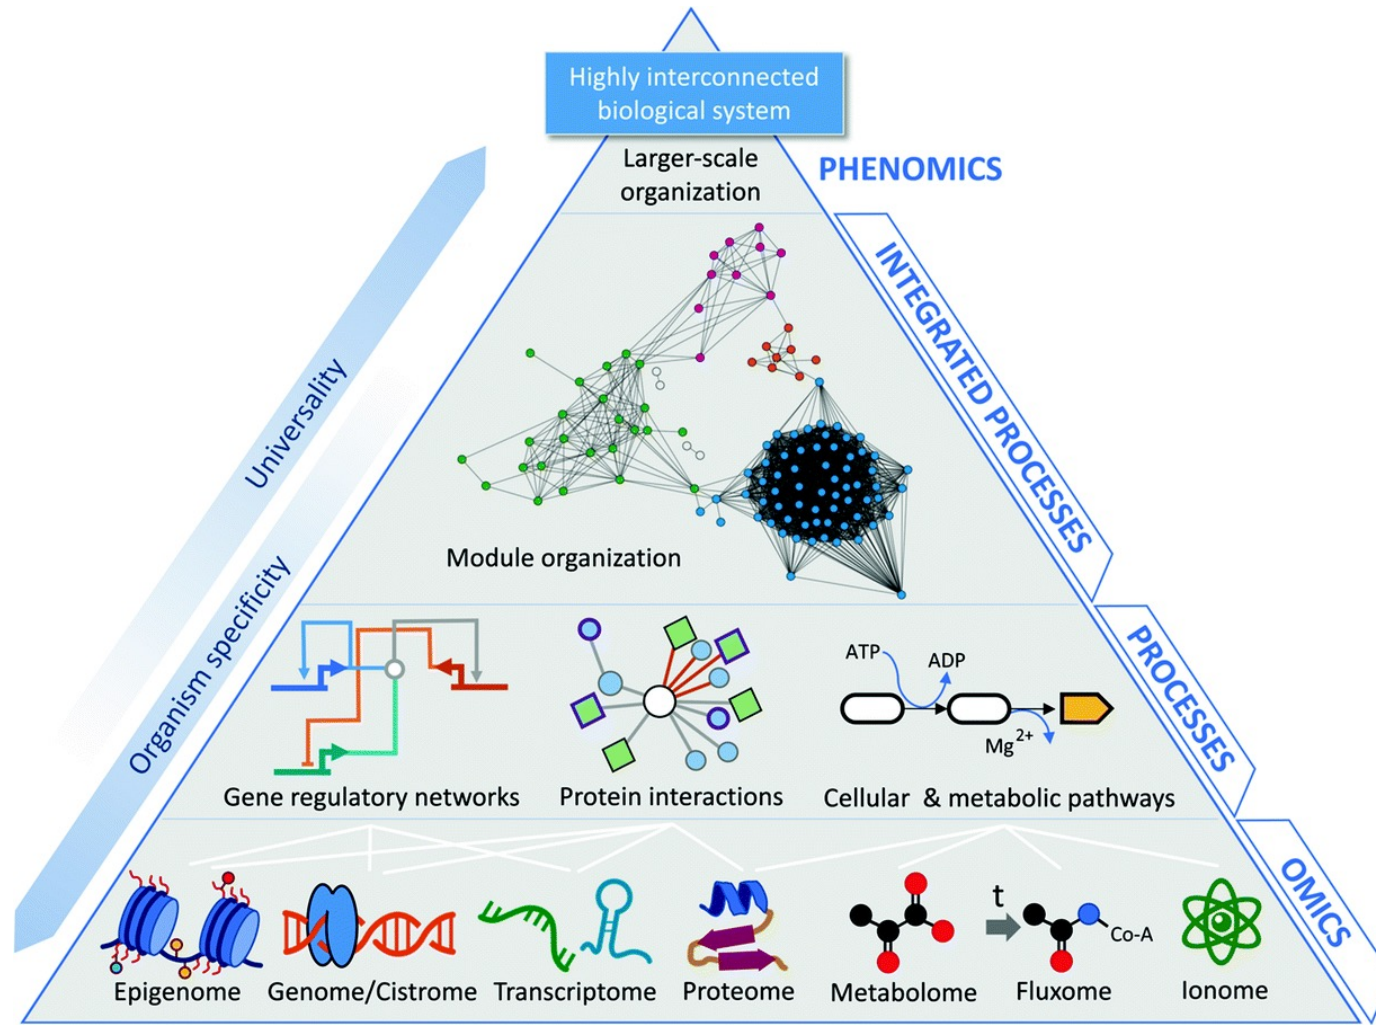 Highly interconnected
biological system
Larger-scale
organization
PHENOMICS
INTEGRATED PROCESSES
Universality
Module organization
Organism specificity
PROCESSES
ATP
ADP
Mg2+
Gene regulatory networks
Protein interactions
Cellular & metabolic pathways
OMICS
t
Co-A
Epigenome
Genome/Cistrome
Transcriptome
Proteome
Metabolome
Fluxome
Ionome